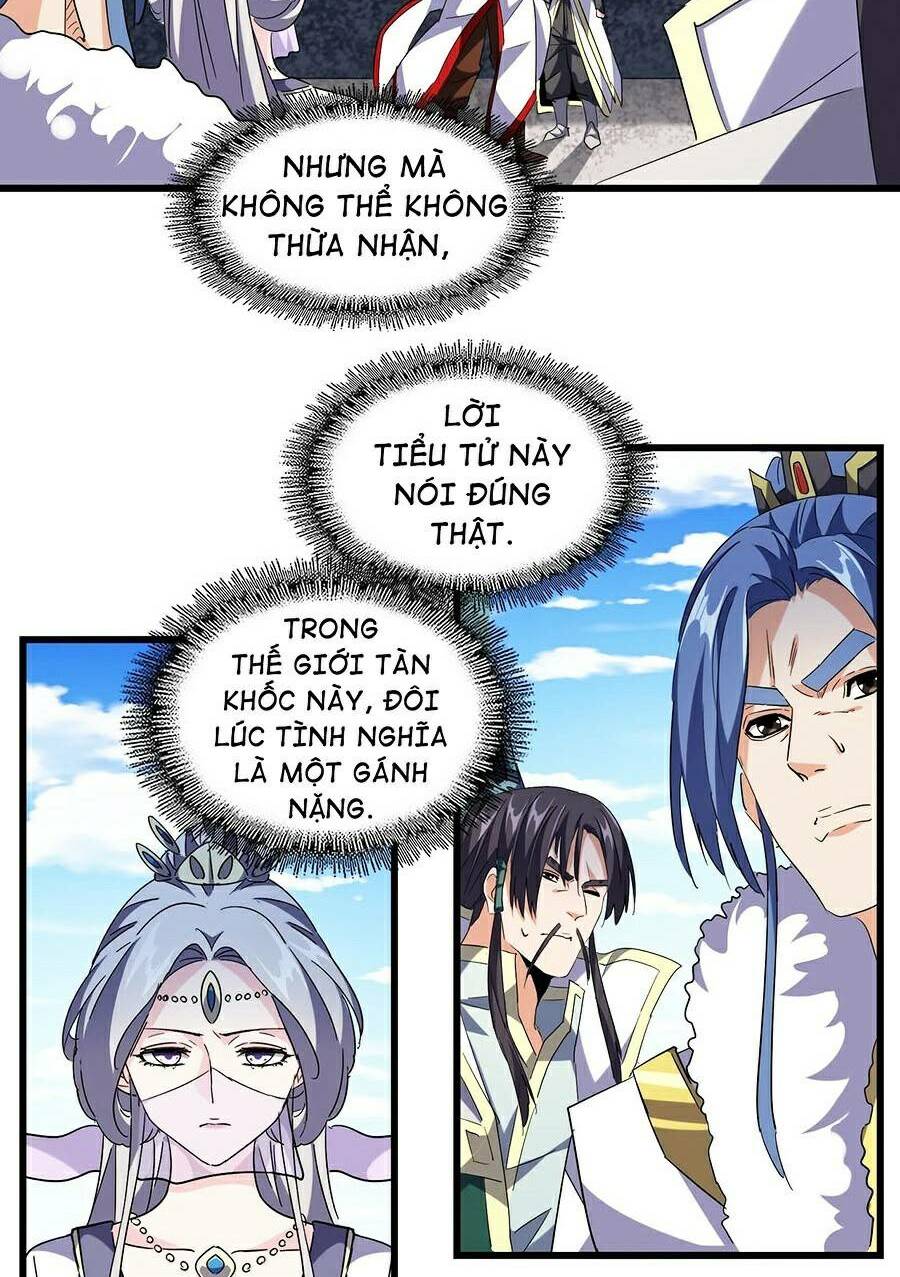 NHƯNG MÀ
KHÔNG THỂ KHÔNG
THỪA NHẬN,
LỜI
TIỂU TỬ NÀY
NÓI ĐÚNG
THẬT.
TRONG
THẾ GIỚI TÀN
KHỐC NÀY, ĐÔI
LÚC TÌNH NGHĨA
LÀ MỘT GÁNH
NẶNG.